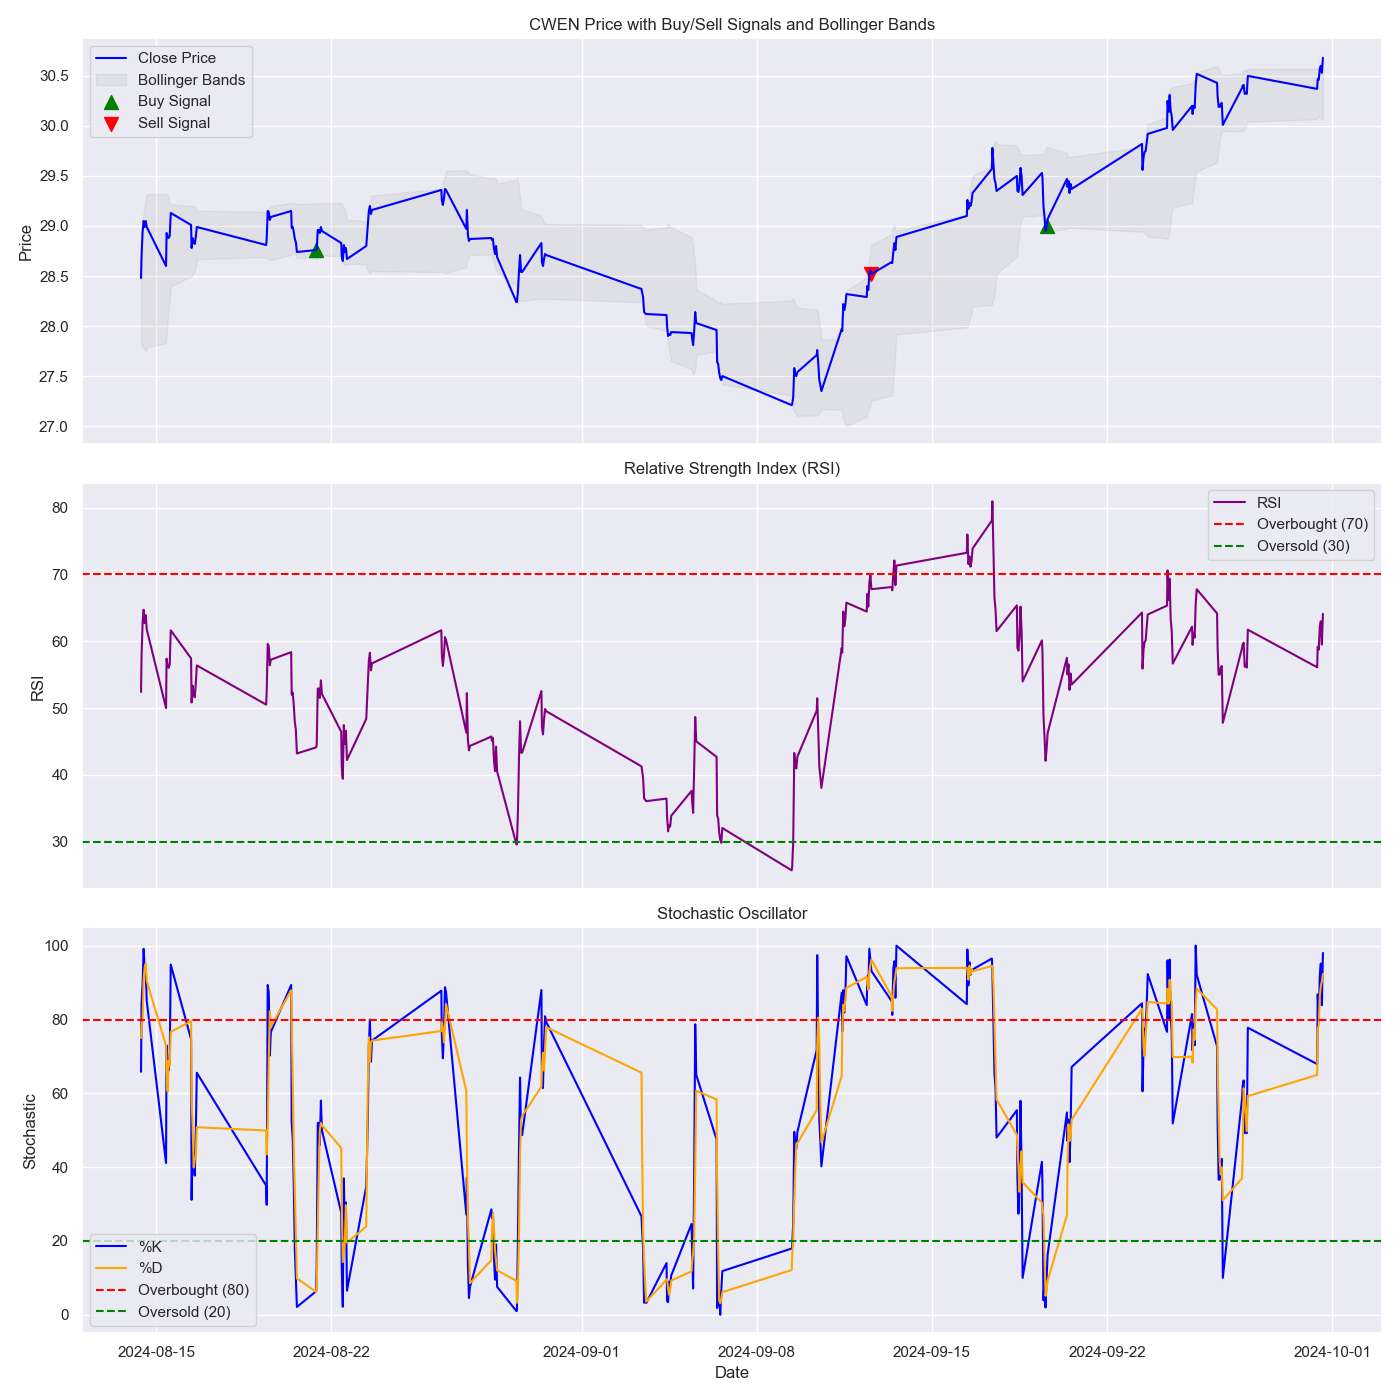 CWEN Price with Buy/Sell Signals and Bollinger Bands
Close Price
Bollinger Bands
Buy Signal
Sell Signal
Price
30.5
30.0
29.5
29.0
28.5
28.0
27.5
27.0
Relative Strength Index (RSI)
RSI
Overbought (70)
Oversold (30)
RSI
80
70
60
50
40
30
Stochastic Oscillator
Stochastic
100
80
60
40
20
0
%K
%D
Overbought (80)
Oversold (20)
2024-08-15
2024-08-22
2024-09-01
2024-09-08
2024-09-15
2024-09-22
2024-10-01
Date